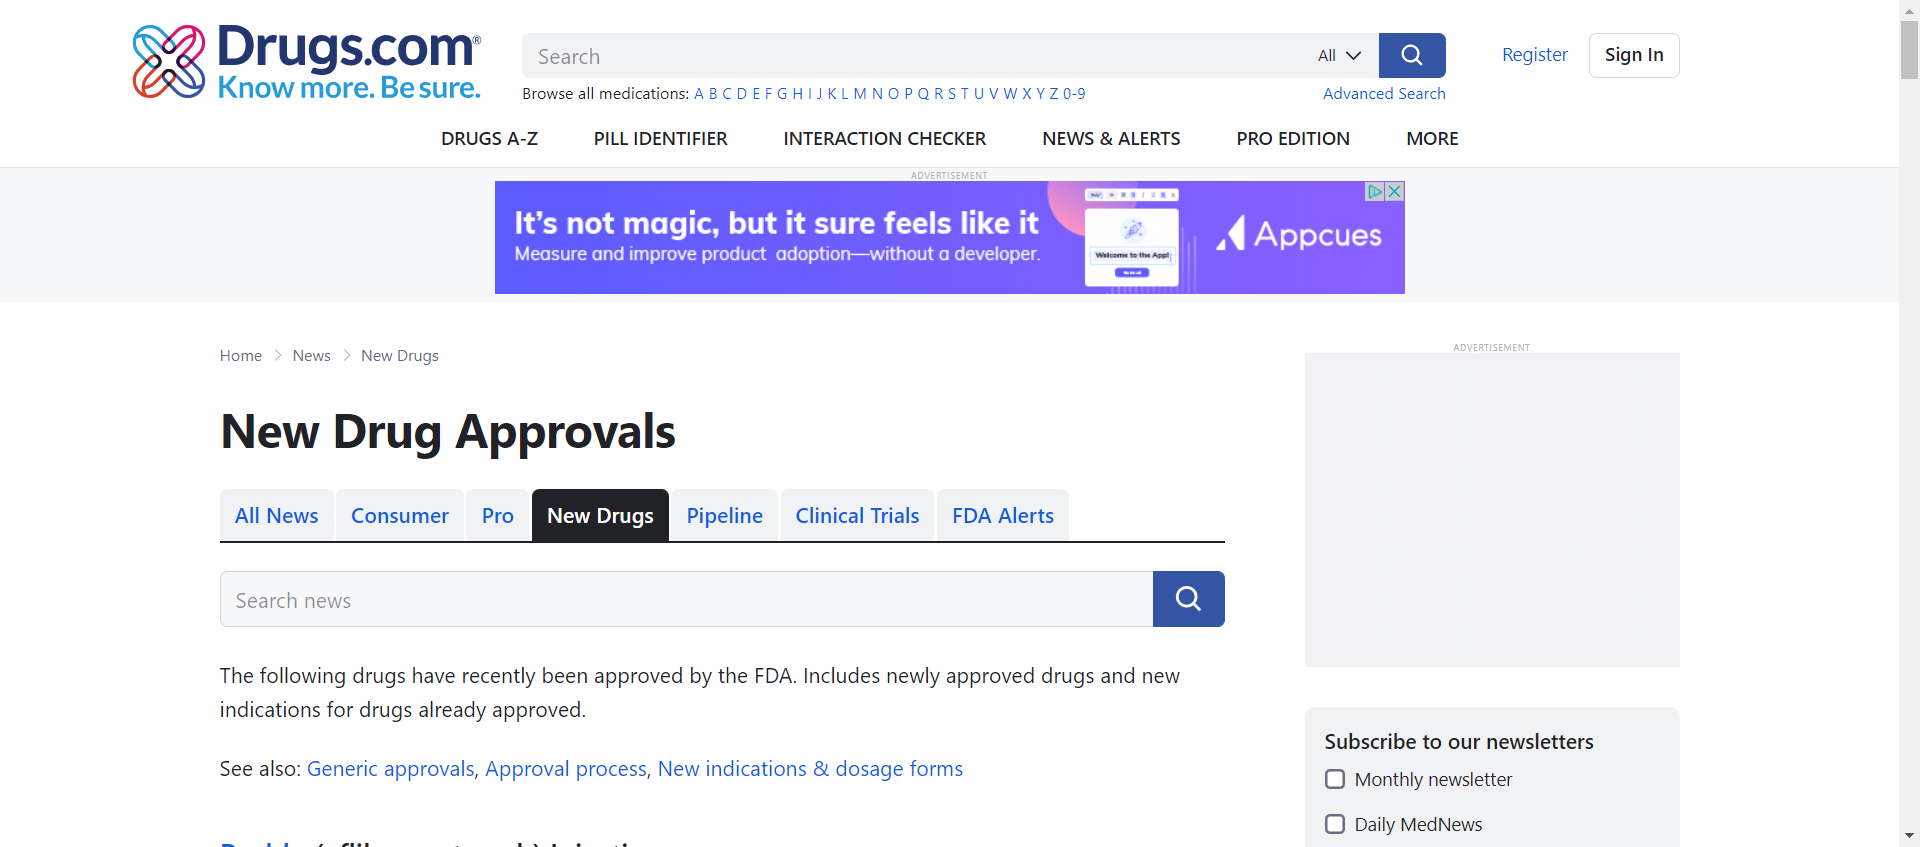 Drugs.com®
Know more. Be sure.
Search
All
Register
Sign In
Browse all medications: A B C D E F G H I J K L M N O P Q R S T U V W X Y Z 0-9
Advanced Search
DRUGS A-Z
PILL IDENTIFIER
INTERACTION CHECKER
NEWS & ALERTS
PRO EDITION
MORE
ADVERTISEMENT
It's not magic, but it sure feels like it
Measure and improve product adoption—without a developer.
Welcome to the App!
Appcues
Home
News
New Drugs
ADVERTISEMENT
New Drug Approvals
All News
Consumer
Pro
New Drugs
Pipeline
Clinical Trials
FDA Alerts
Search news
The following drugs have recently been approved by the FDA. Includes newly approved drugs and new
indications for drugs already approved.
See also: Generic approvals, Approval process, New indications & dosage forms
Subscribe to our newsletters
Monthly newsletter
Daily MedNews